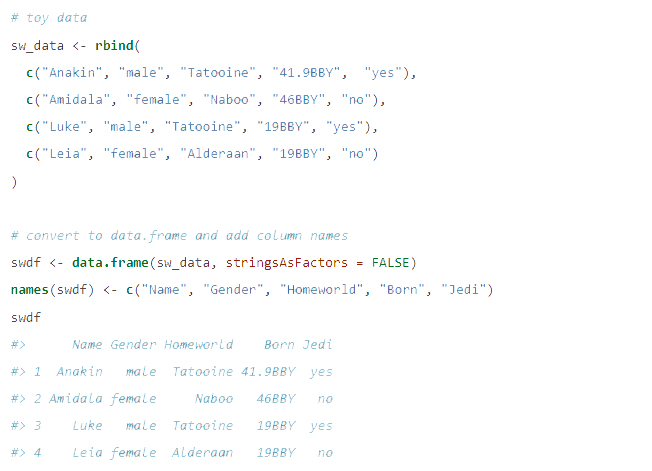 # toy data
sw_data <- rbind(
  c("Anakin", "male", "Tatooine", "41.9BBY",  "yes"),
  c("Amidala", "female", "Naboo", "46BBY", "no"),
  c("Luke", "male", "Tatooine", "19BBY", "yes"),
  c("Leia", "female", "Alderaan", "19BBY", "no")
)
# convert to data.frame and add column names
swdf <- data.frame(sw_data, stringsAsFactors = FALSE)
names(swdf) <- c("Name", "Gender", "Homeworld", "Born", "Jedi")
swdf
#>      Name Gender Homeworld    Born Jedi
#> 1  Anakin   male  Tatooine 41.9BBY  yes
#> 2 Amidala female     Naboo   46BBY   no
#> 3    Luke   male  Tatooine   19BBY  yes
#> 4    Leia female  Alderaan   19BBY   no